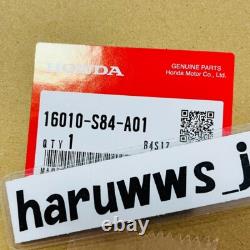 HONDA
GENUINE PARTS
Honda Motor Co., Ltd.
16010-S84-A01
QTY 1
haruwws_j